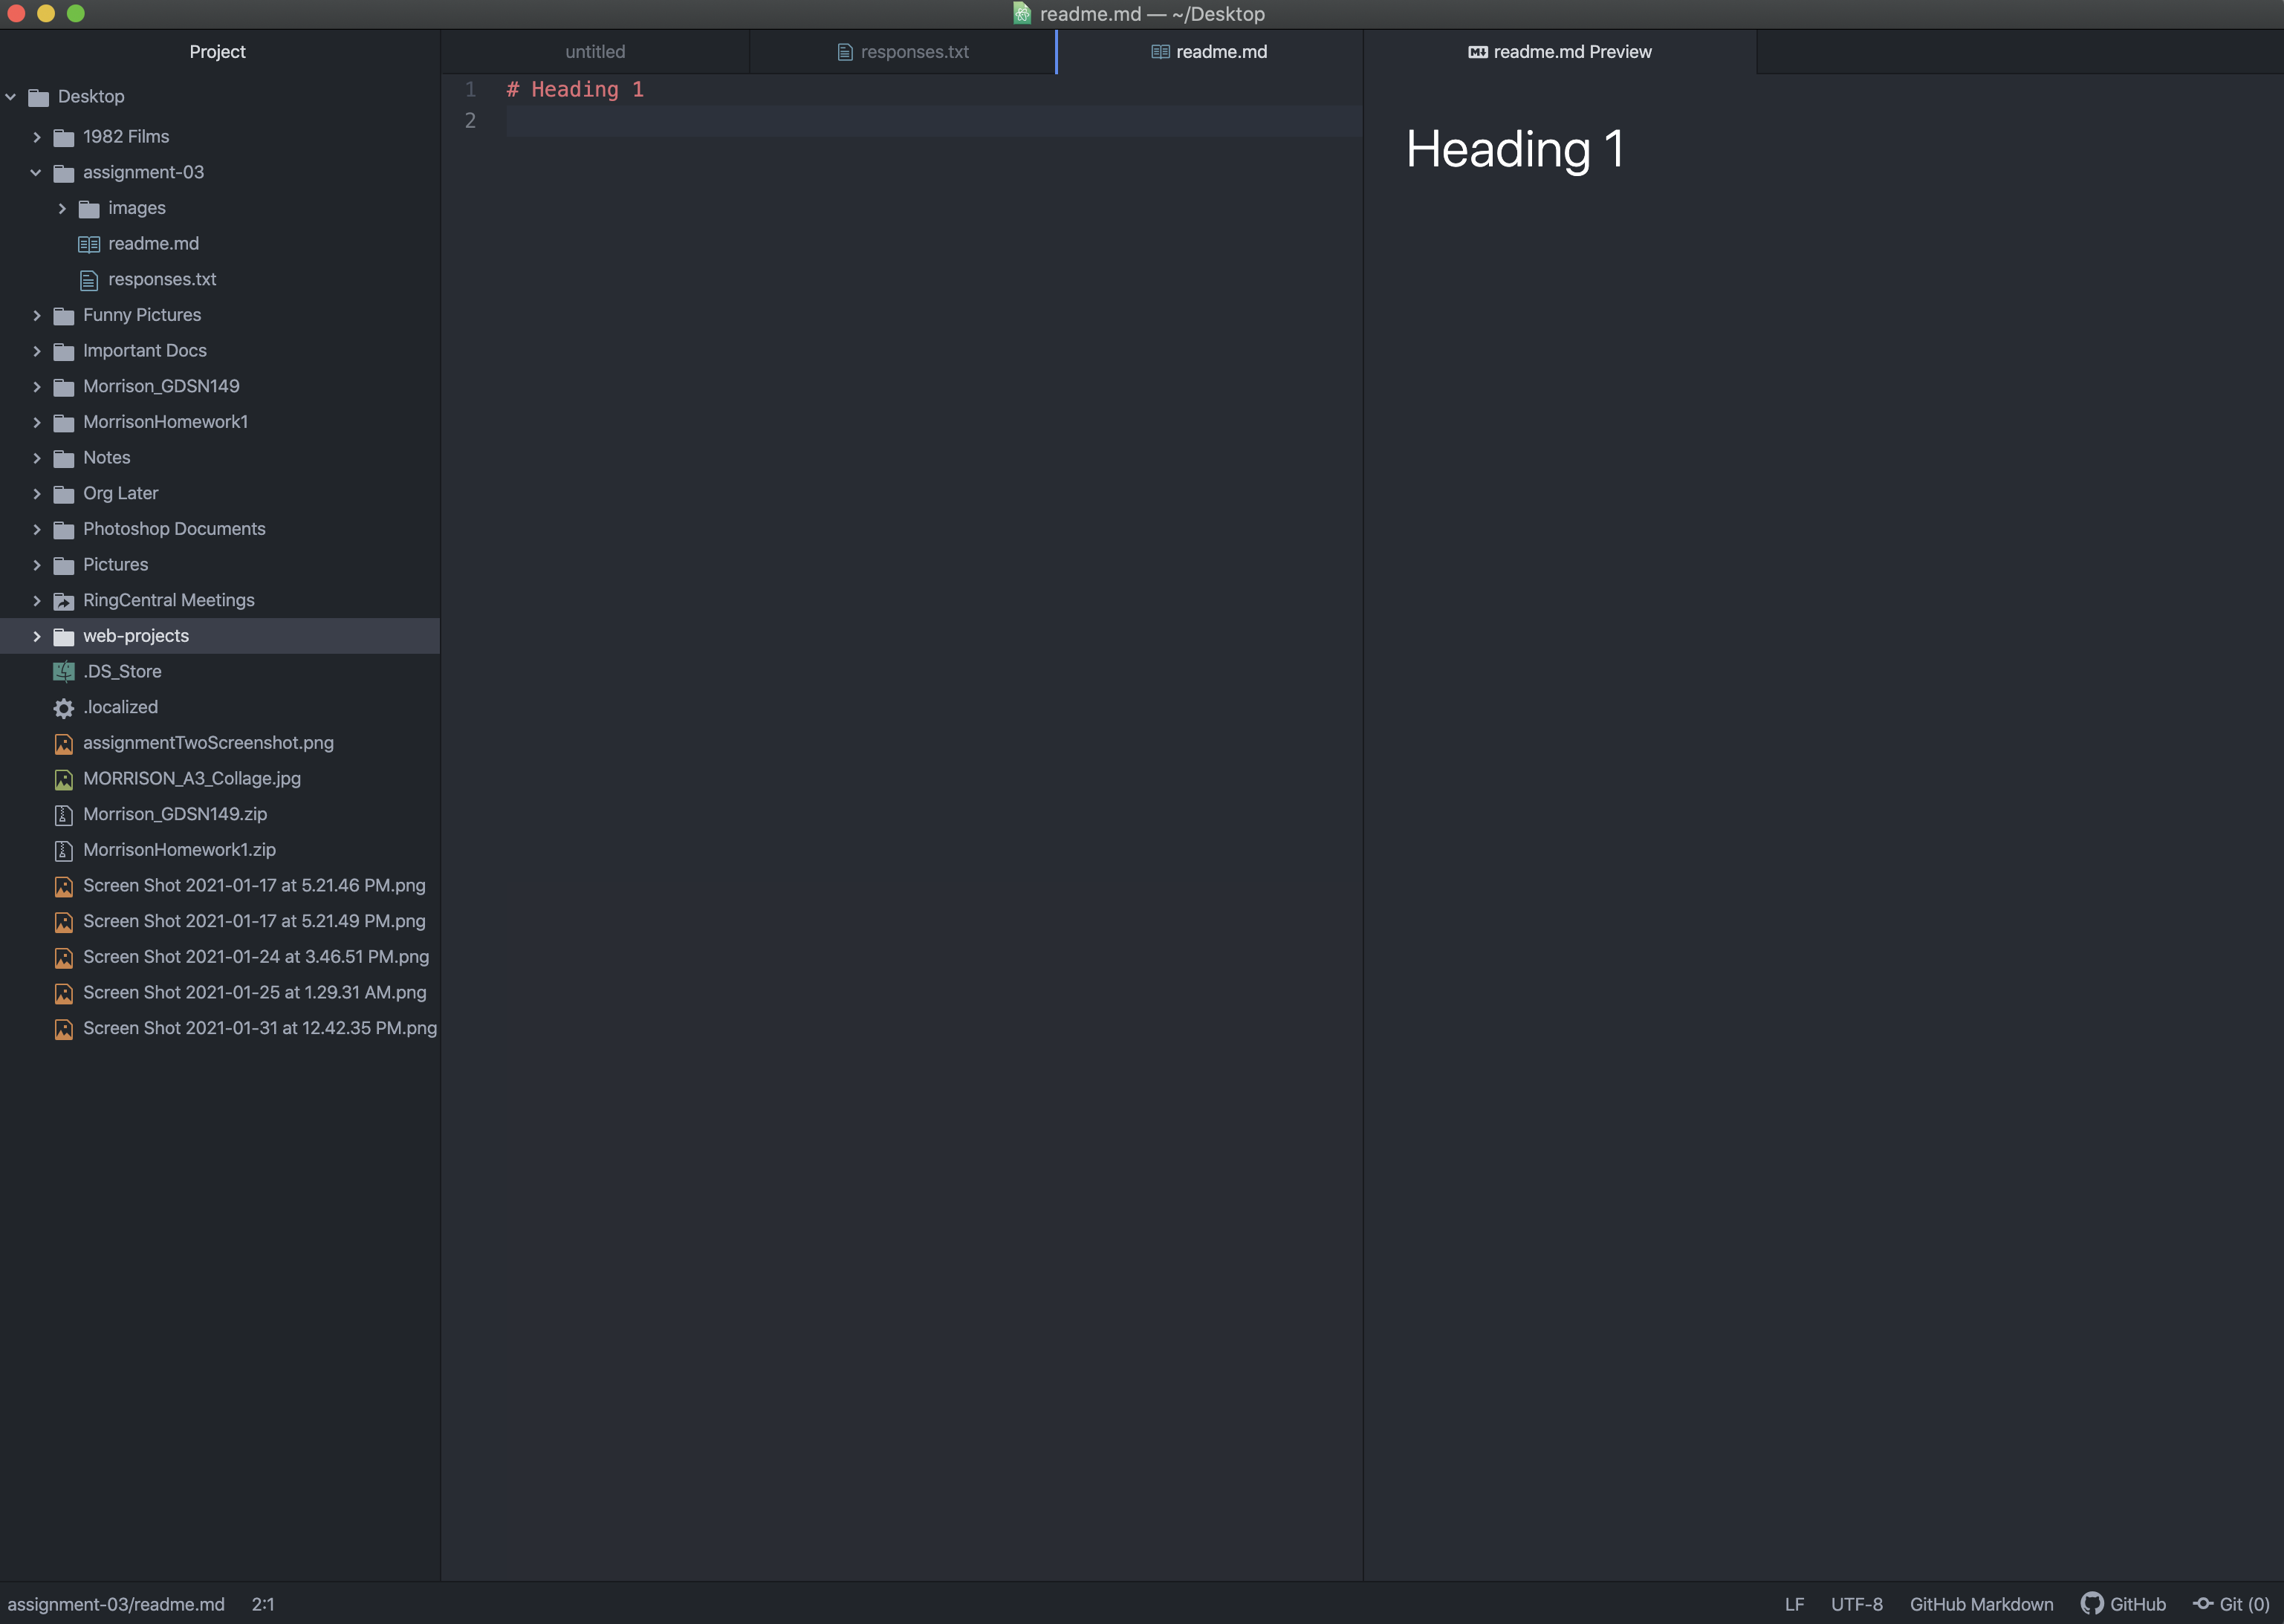 readme.md — ~/Desktop
Project
untitled
responses.txt
readme.md
readme.md Preview
Desktop
1982 Films
assignment-03
images
readme.md
responses.txt
Funny Pictures
Important Docs
Morrison_GDSN149
MorrisonHomework1
Notes
Org Later
Photoshop Documents
Pictures
RingCentral Meetings
web-projects
.DS_Store
.localized
assignmentTwoScreenshot.png
MORRISON_A3_Collage.jpg
Morrison_GDSN149.zip
MorrisonHomework1.zip
Screen Shot 2021-01-17 at 5.21.46 PM.png
Screen Shot 2021-01-17 at 5.21.49 PM.png
Screen Shot 2021-01-24 at 3.46.51 PM.png
Screen Shot 2021-01-25 at 1.29.31 AM.png
Screen Shot 2021-01-31 at 12.42.35 PM.png
1 # Heading 1
2
Heading 1
assignment-03/readme.md 2:1
LF UTF-8 GitHub Markdown GitHub Git (0)